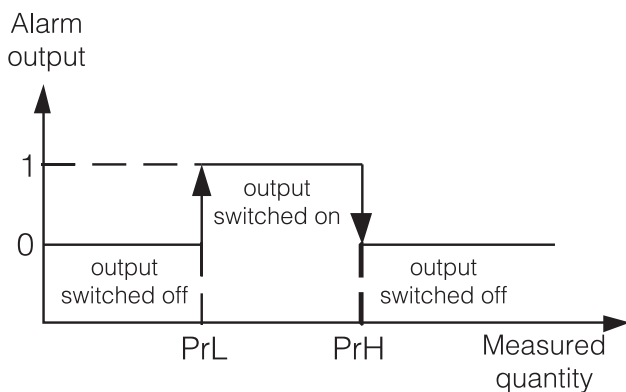 Alarm
output
1
output
switched on
0
output
switched off
output
switched off
PrL
PrH
Measured
quantity